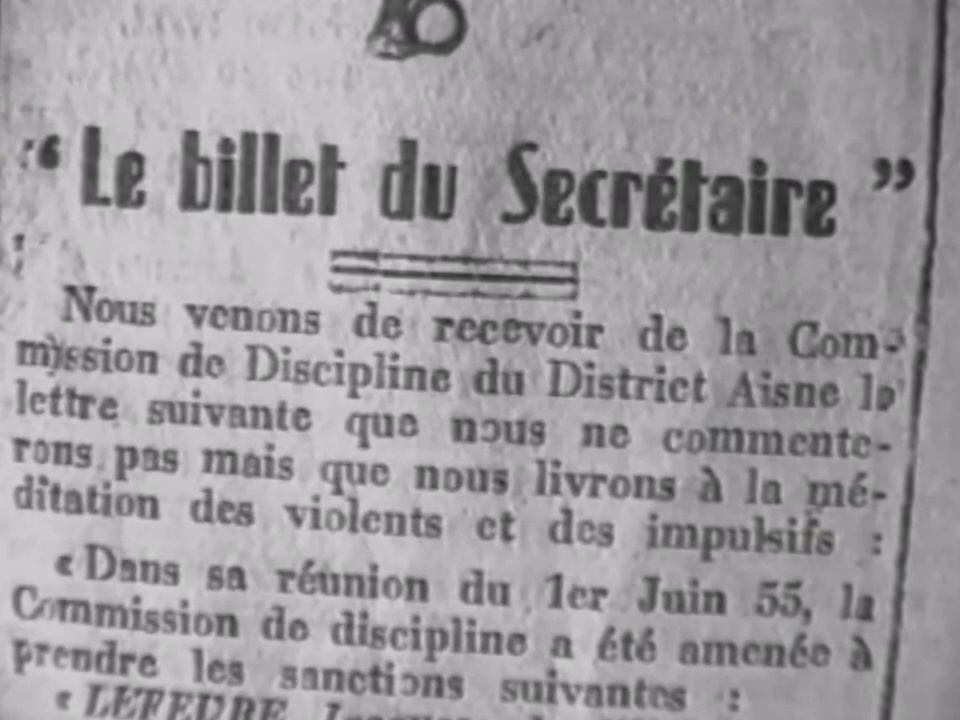 “ Le billet du Secrétaire ”
Nous venons de recevoir de la Com-
mission de Discipline du District Aisne la
lettre suivante que nous ne commente-
rons pas mais que nous livrons à la mé-
ditation des violents et des impulsifs :
« Dans sa réunion du 1er Juin 55, la
Commission de discipline a été amenée à
prendre les sanctions suivantes :
« LEFEVRE